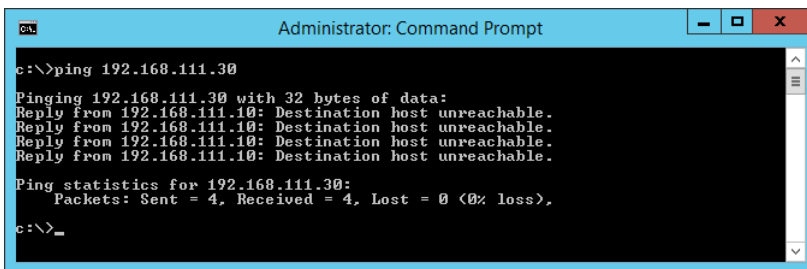 Administrator: Command Prompt
c:\>ping 192.168.111.30
Pinging 192.168.111.30 with 32 bytes of data:
Reply from 192.168.111.10: Destination host unreachable.
Reply from 192.168.111.10: Destination host unreachable.
Reply from 192.168.111.10: Destination host unreachable.
Reply from 192.168.111.10: Destination host unreachable.
Ping statistics for 192.168.111.30:
    Packets: Sent = 4, Received = 4, Lost = 0 (0% loss),
c:\>_